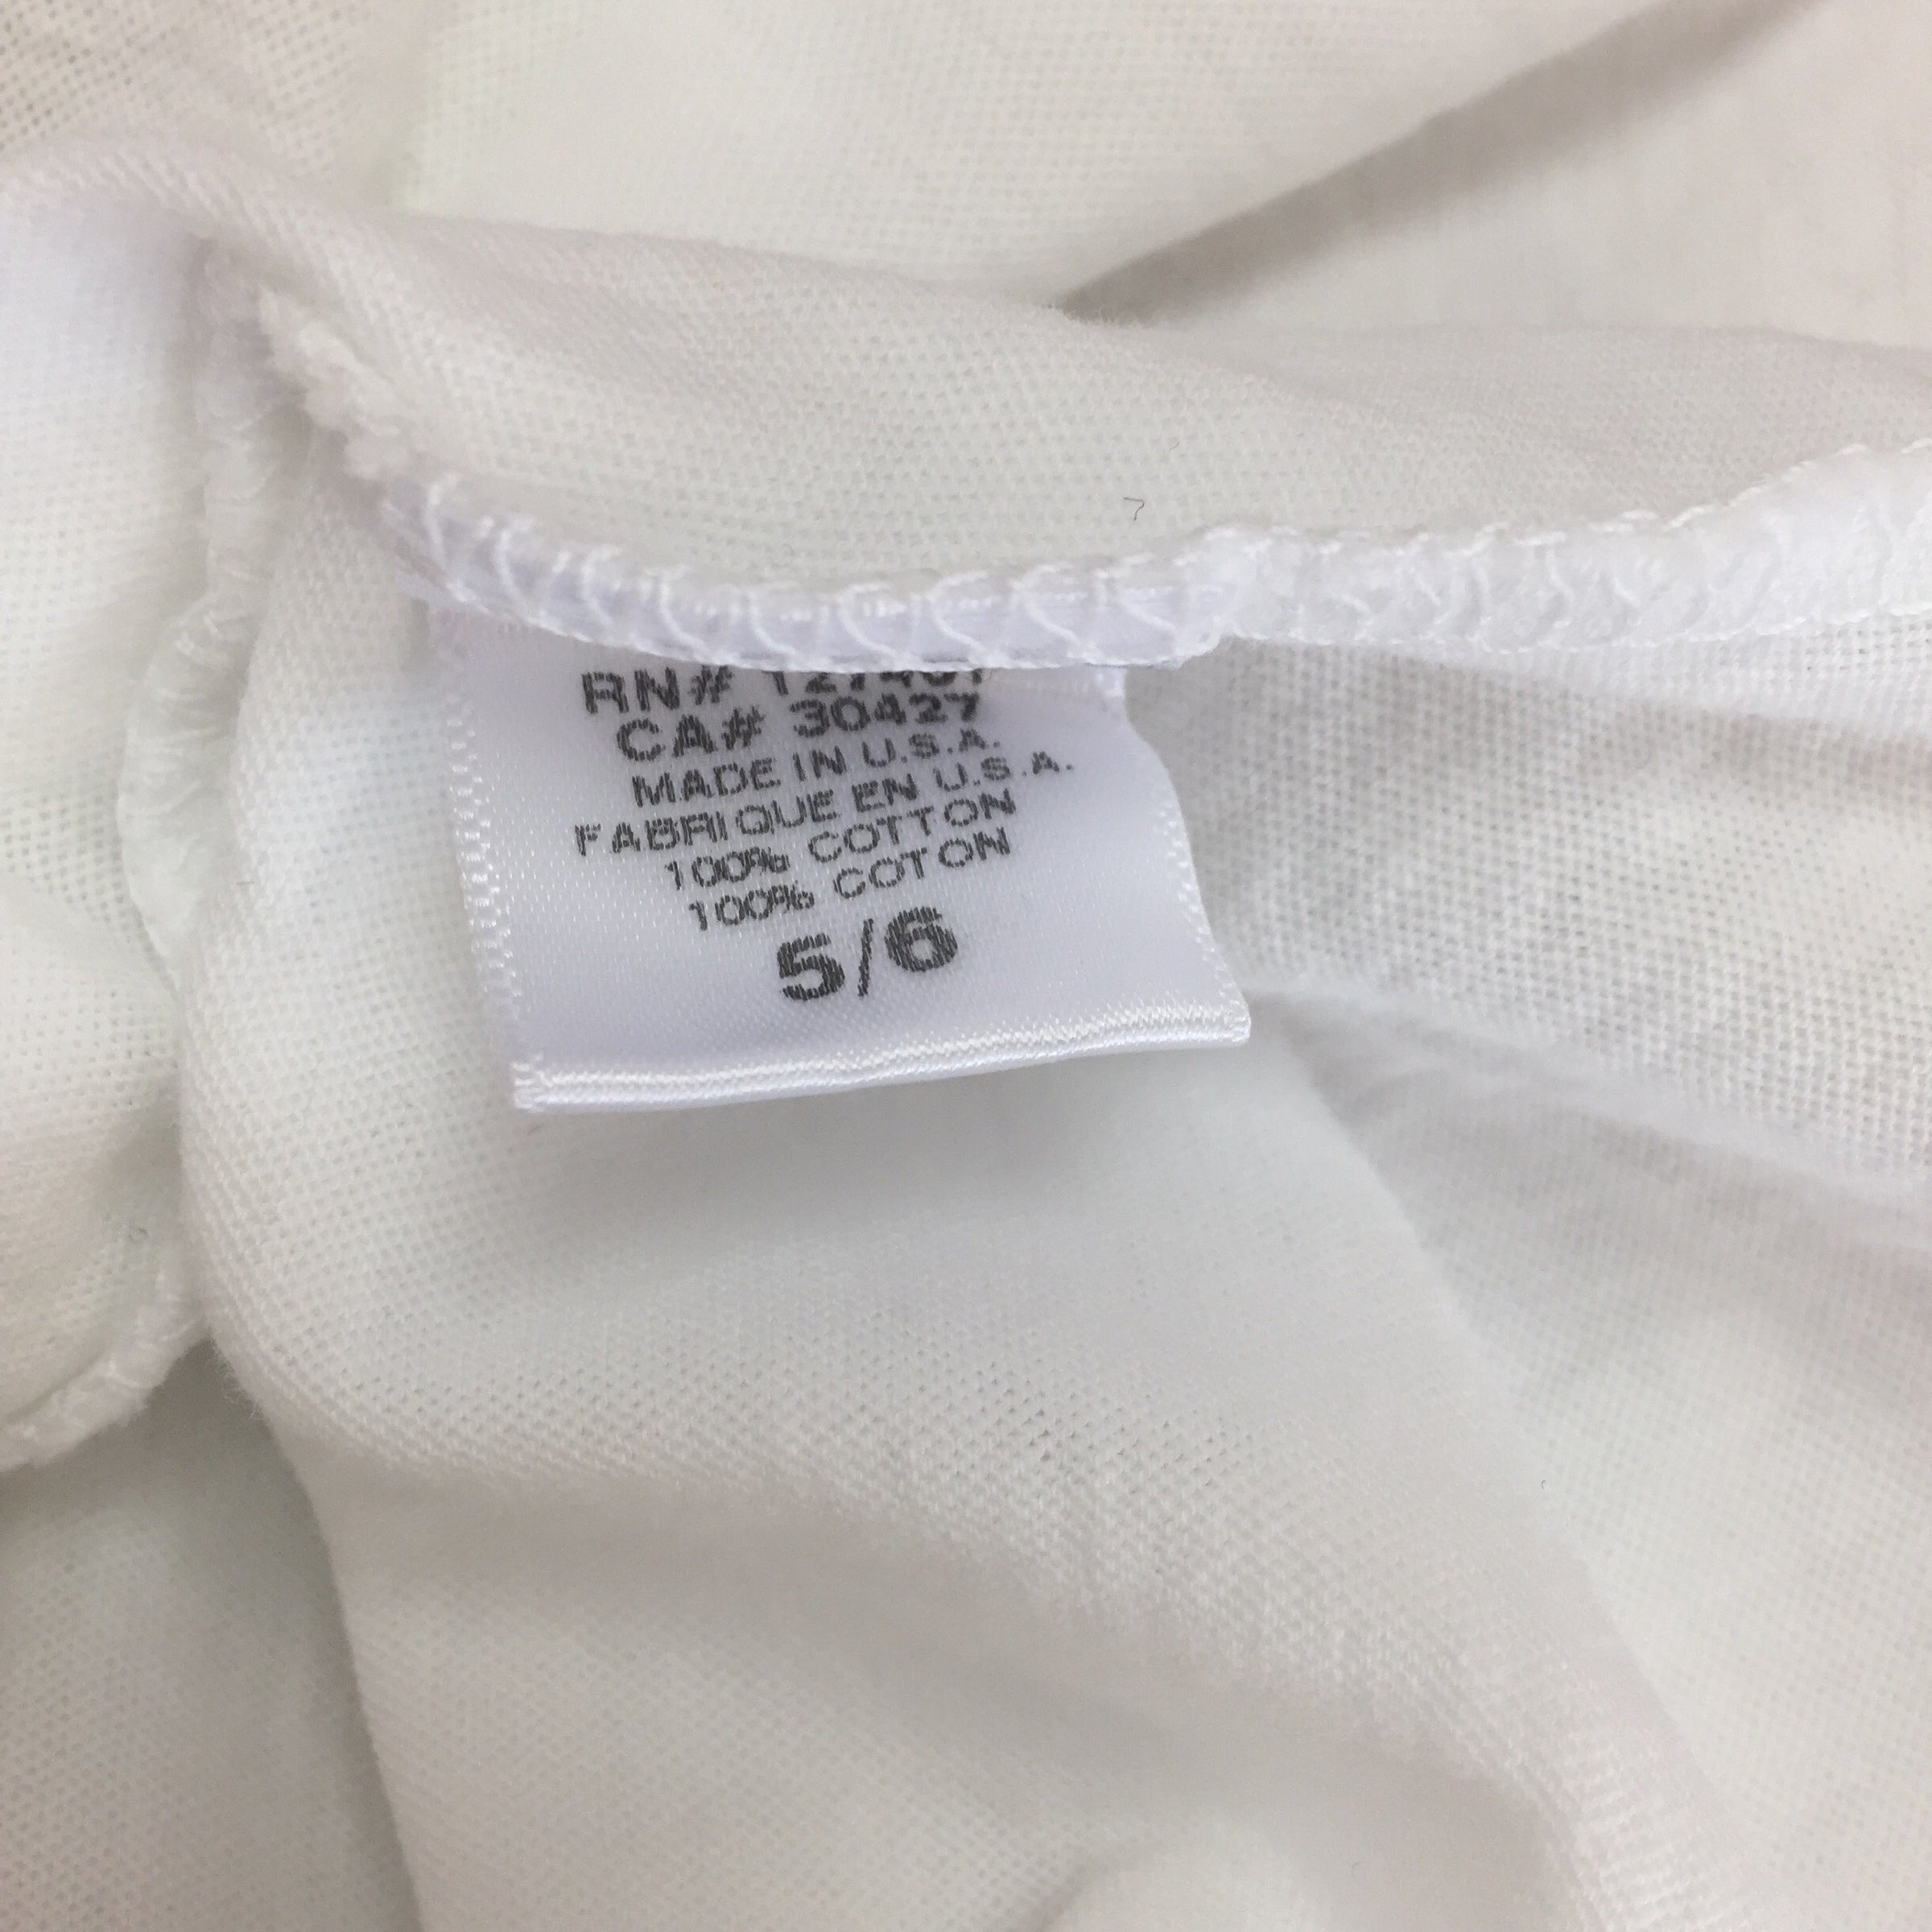 RN#
CA# 30427
MADE IN U.S.A.
FABRIQUE EN U.S.A.
100% COTTON
100% COTON
5/6